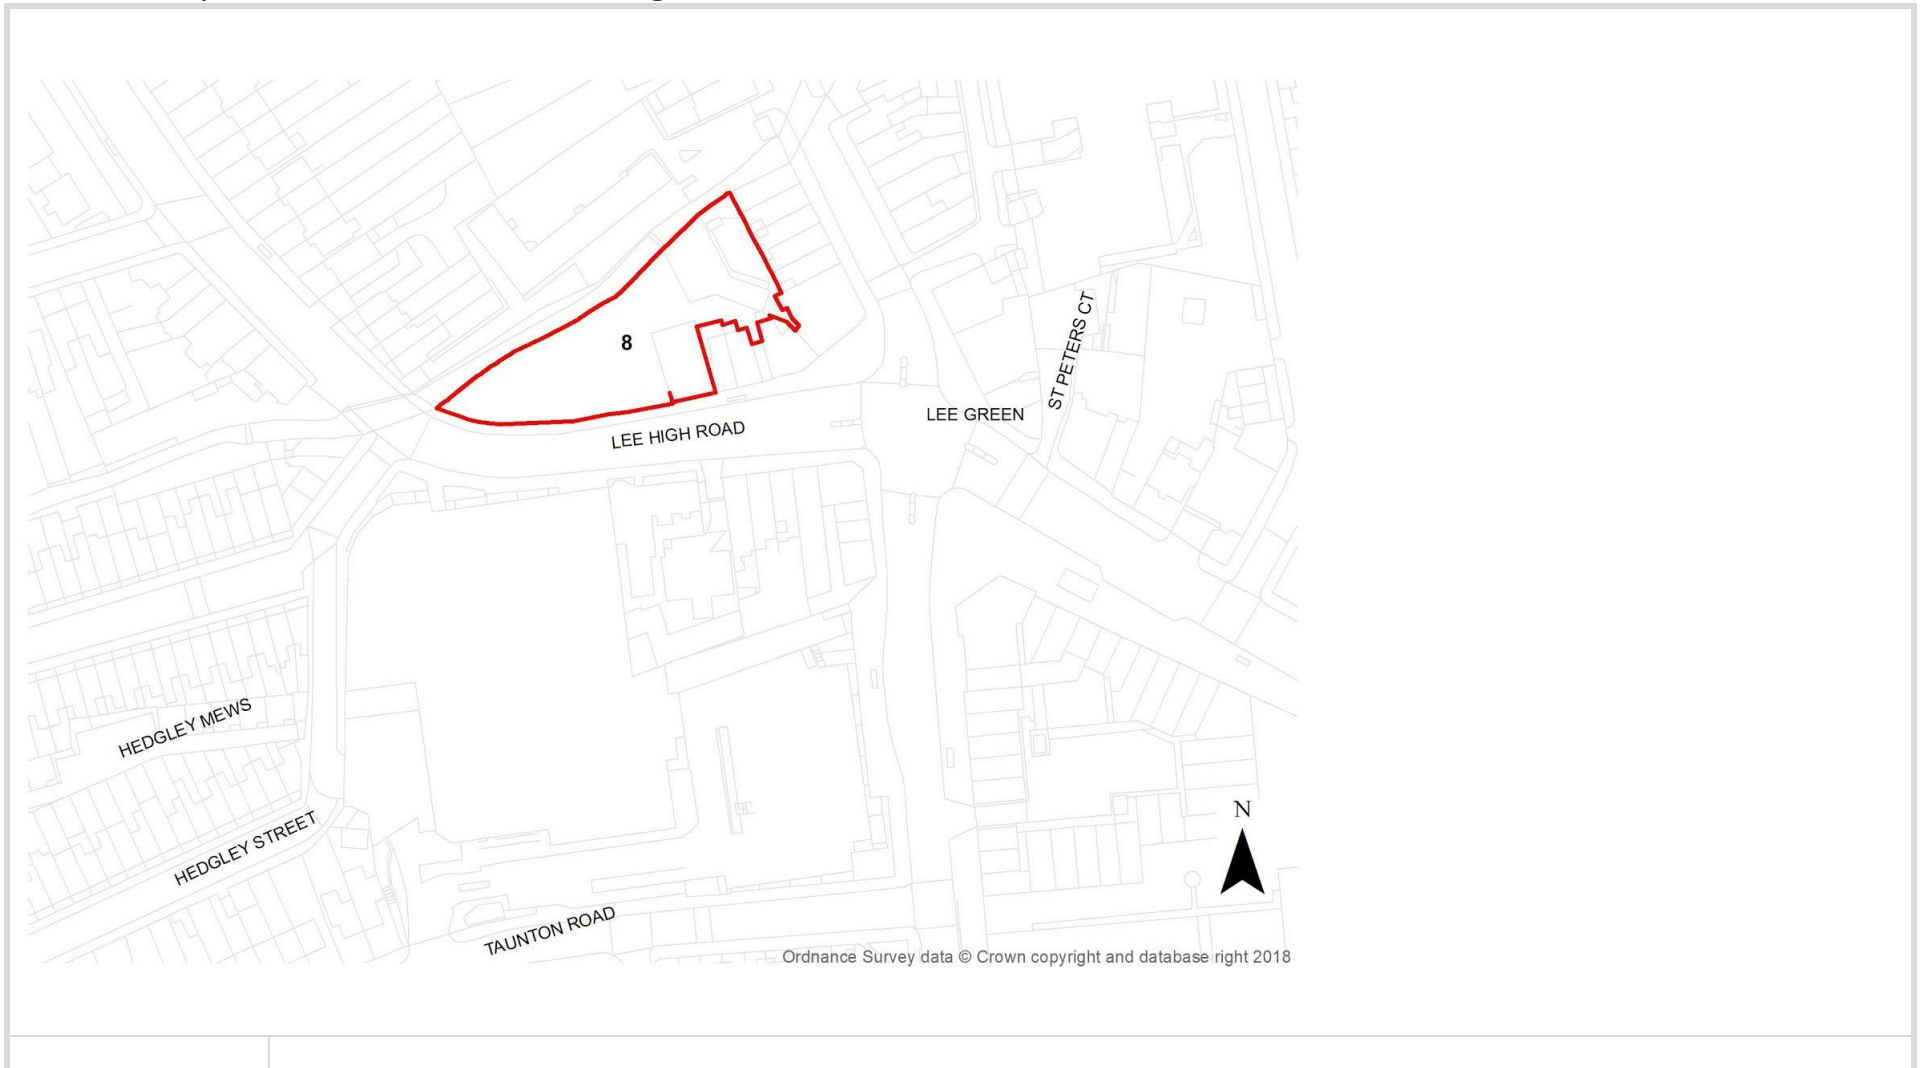 8
LEE HIGH ROAD
LEE GREEN
ST PETERS CT
HEDGLEY MEWS
HEDGLEY STREET
TAUNTON ROAD
N
Ordnance Survey data © Crown copyright and database right 2018